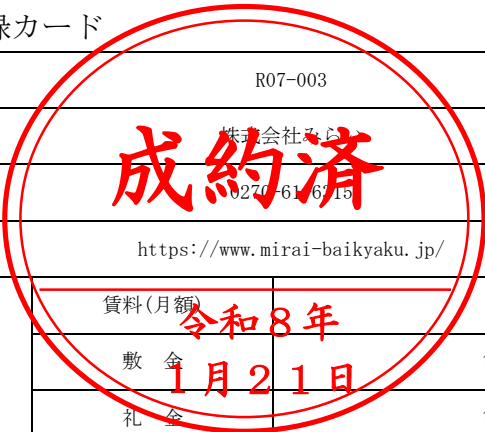 録カード
R07-003
株式会社みらい
成約済
0270-61-6215
https://www.mirai-baikyaku.jp/
賃料(月額)
令和８年
敷 金
１月２１日
礼 金